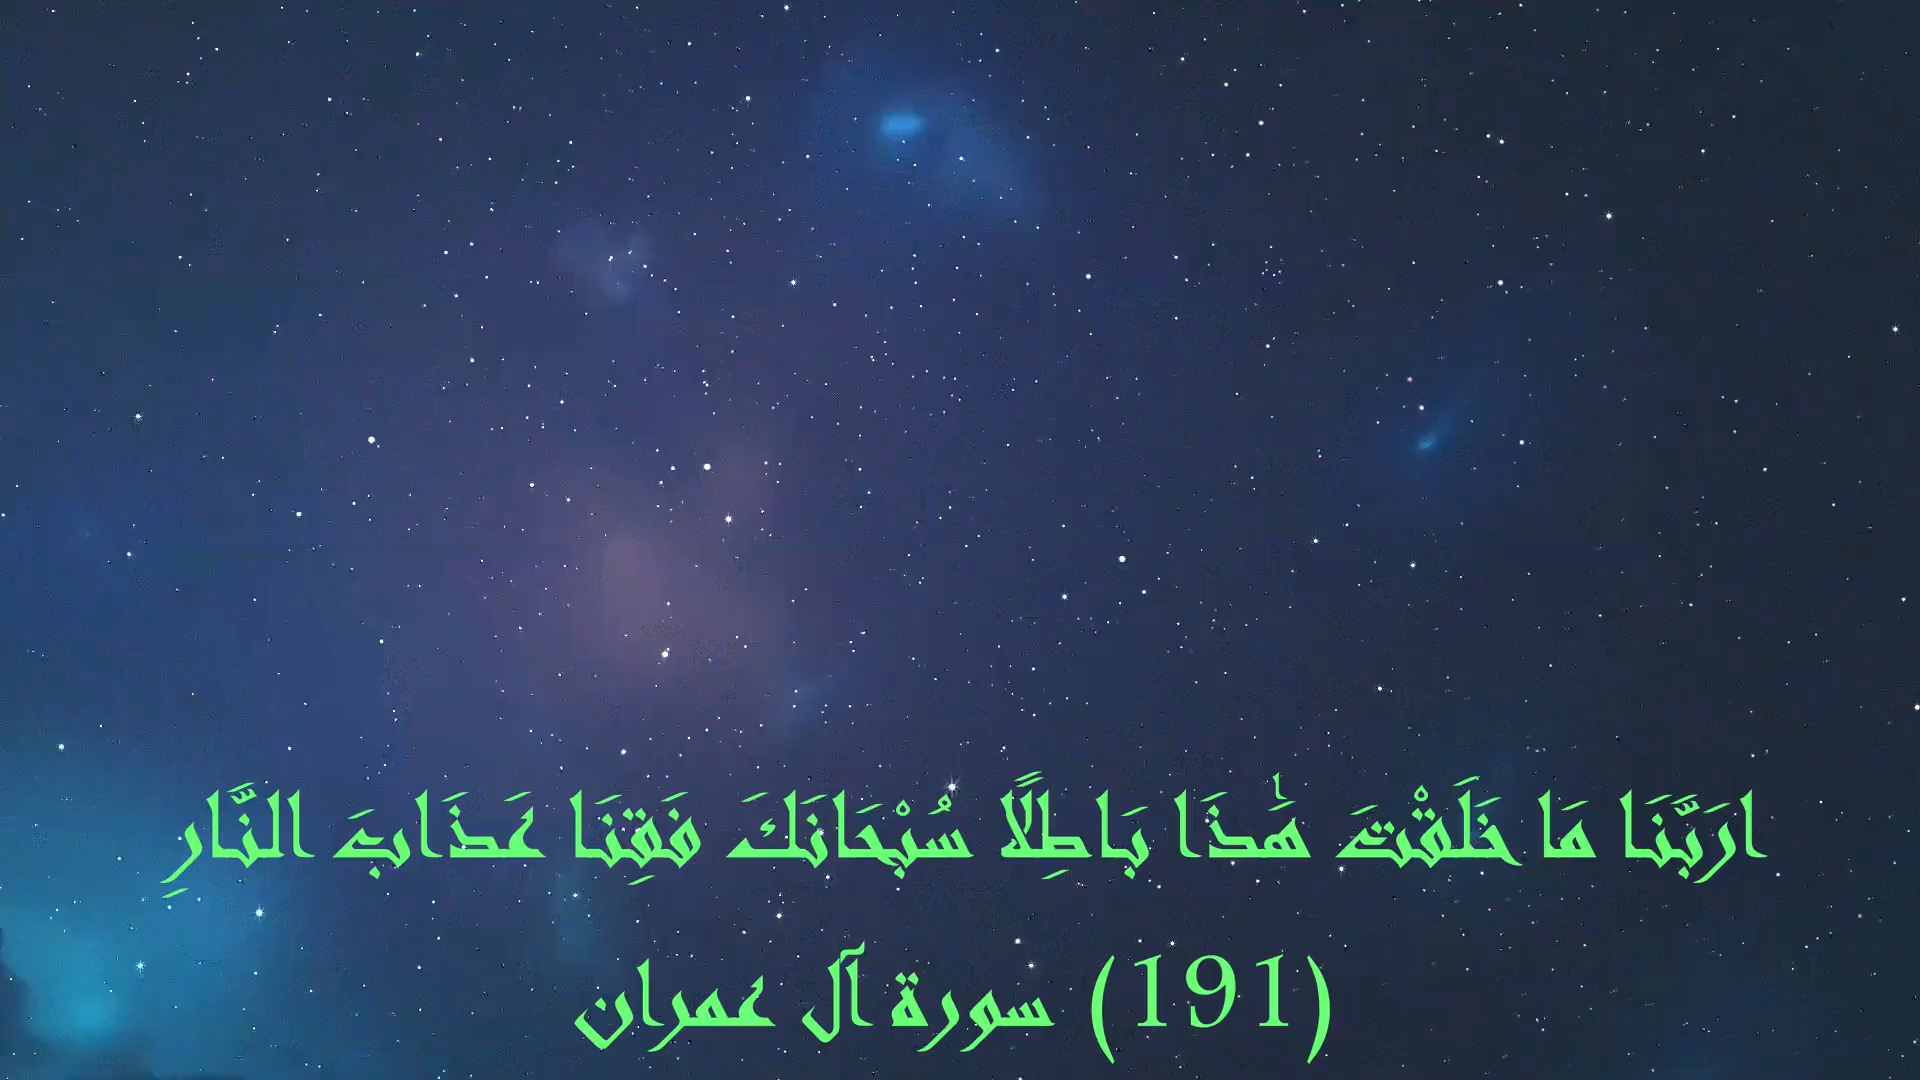 ارَبَّنَا مَا خَلَقْتَ هَٰذَا بَاطِلًا سُبْحَانَكَ فَقِنَا عَذَابَ النَّارِ
(191) سورة آل عمران